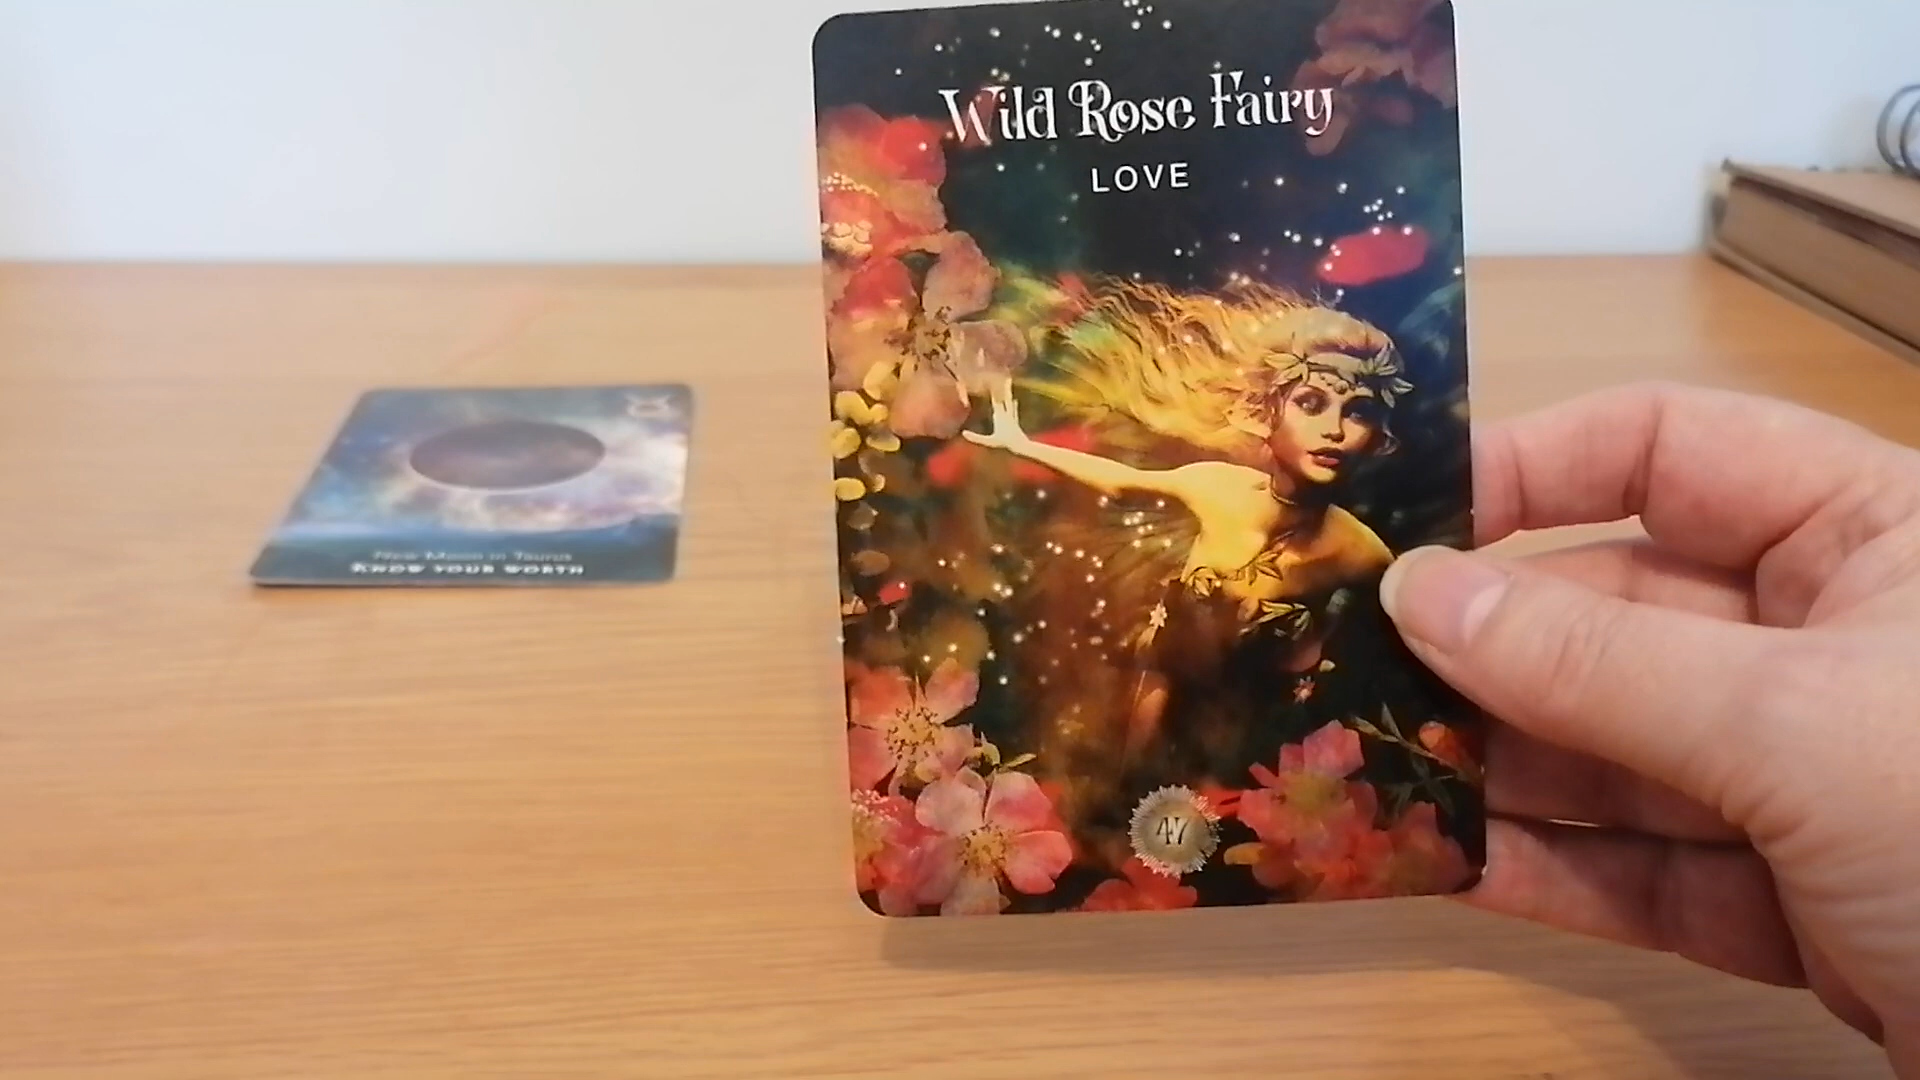 Wild Rose Fairy
LOVE
47
New Moon in Taurus
KNOW YOUR WORTH